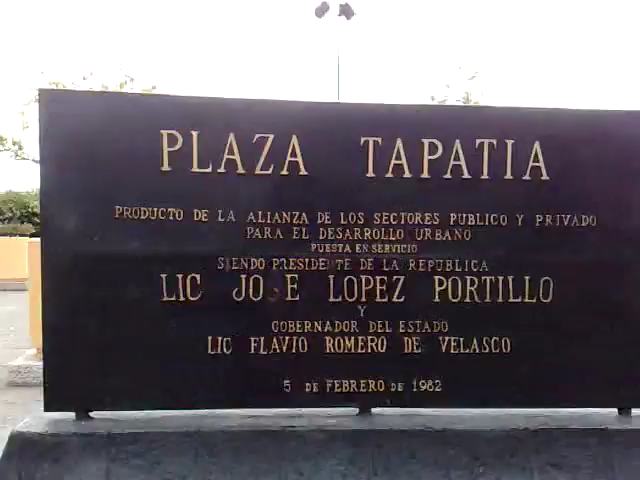 PLAZA TAPATIA
PRODUCTO DE LA ALIANZA DE LOS SECTORES PUBLICO Y PRIVADO
PARA EL DESARROLLO URBANO
PUESTA EN SERVICIO
SIENDO PRESIDENTE DE LA REPUBLICA
LIC JO E LOPEZ PORTILLO
Y
GOBERNADOR DEL ESTADO
LIC FLAVIO ROMERO DE VELASCO
5 DE FEBRERO DE 1982